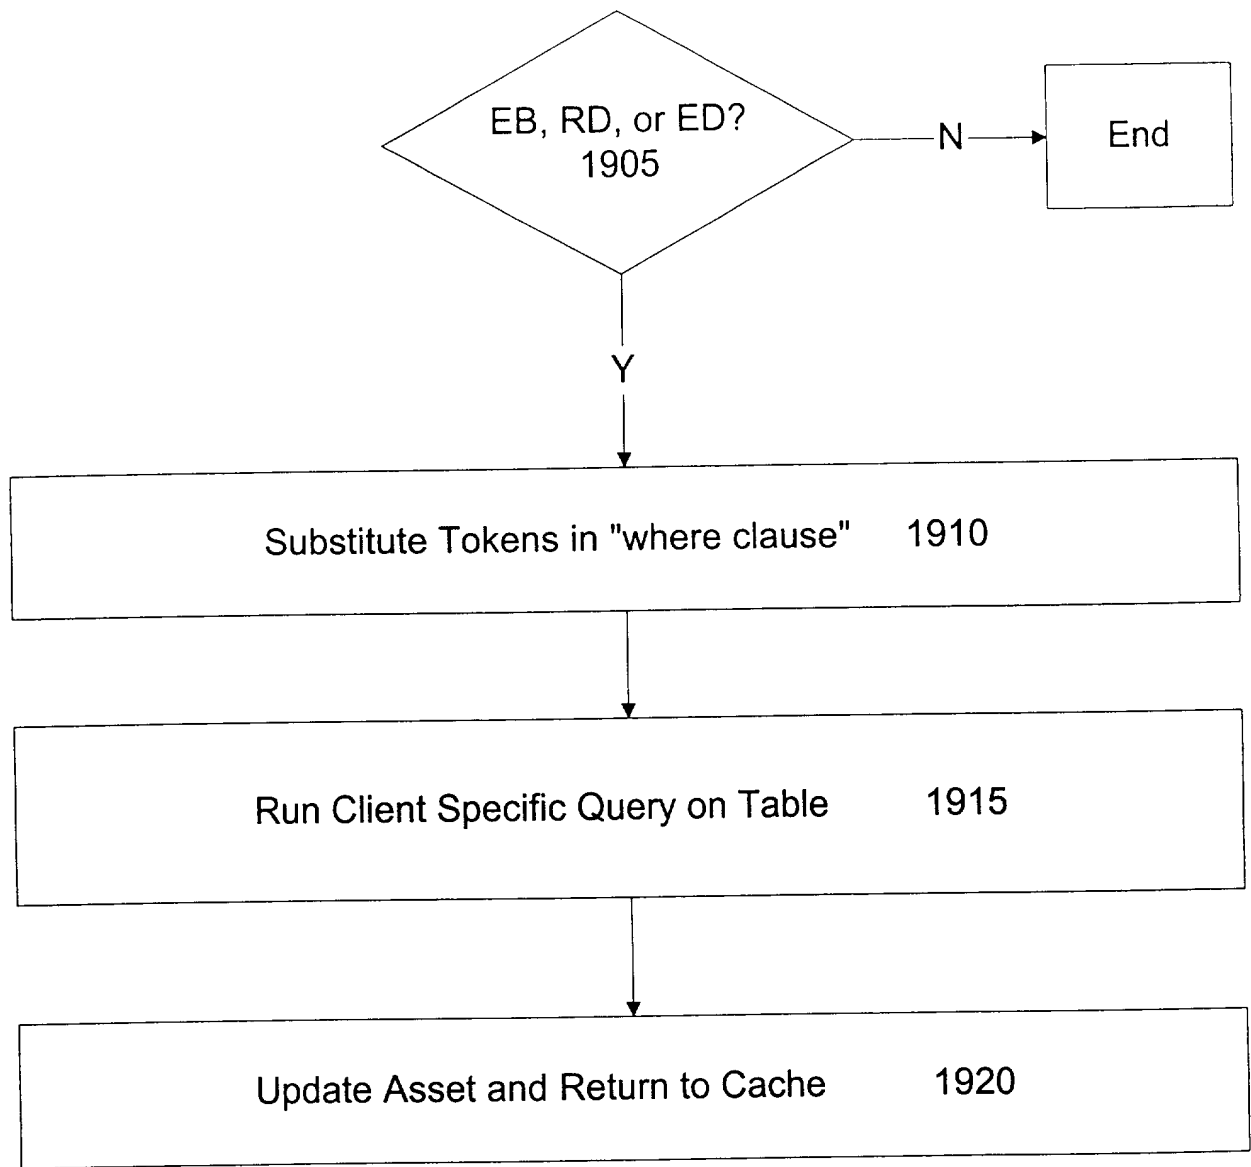 EB, RD, or ED?
1905
N
End
Y
Substitute Tokens in "where clause" 1910
Run Client Specific Query on Table 1915
Update Asset and Return to Cache 1920